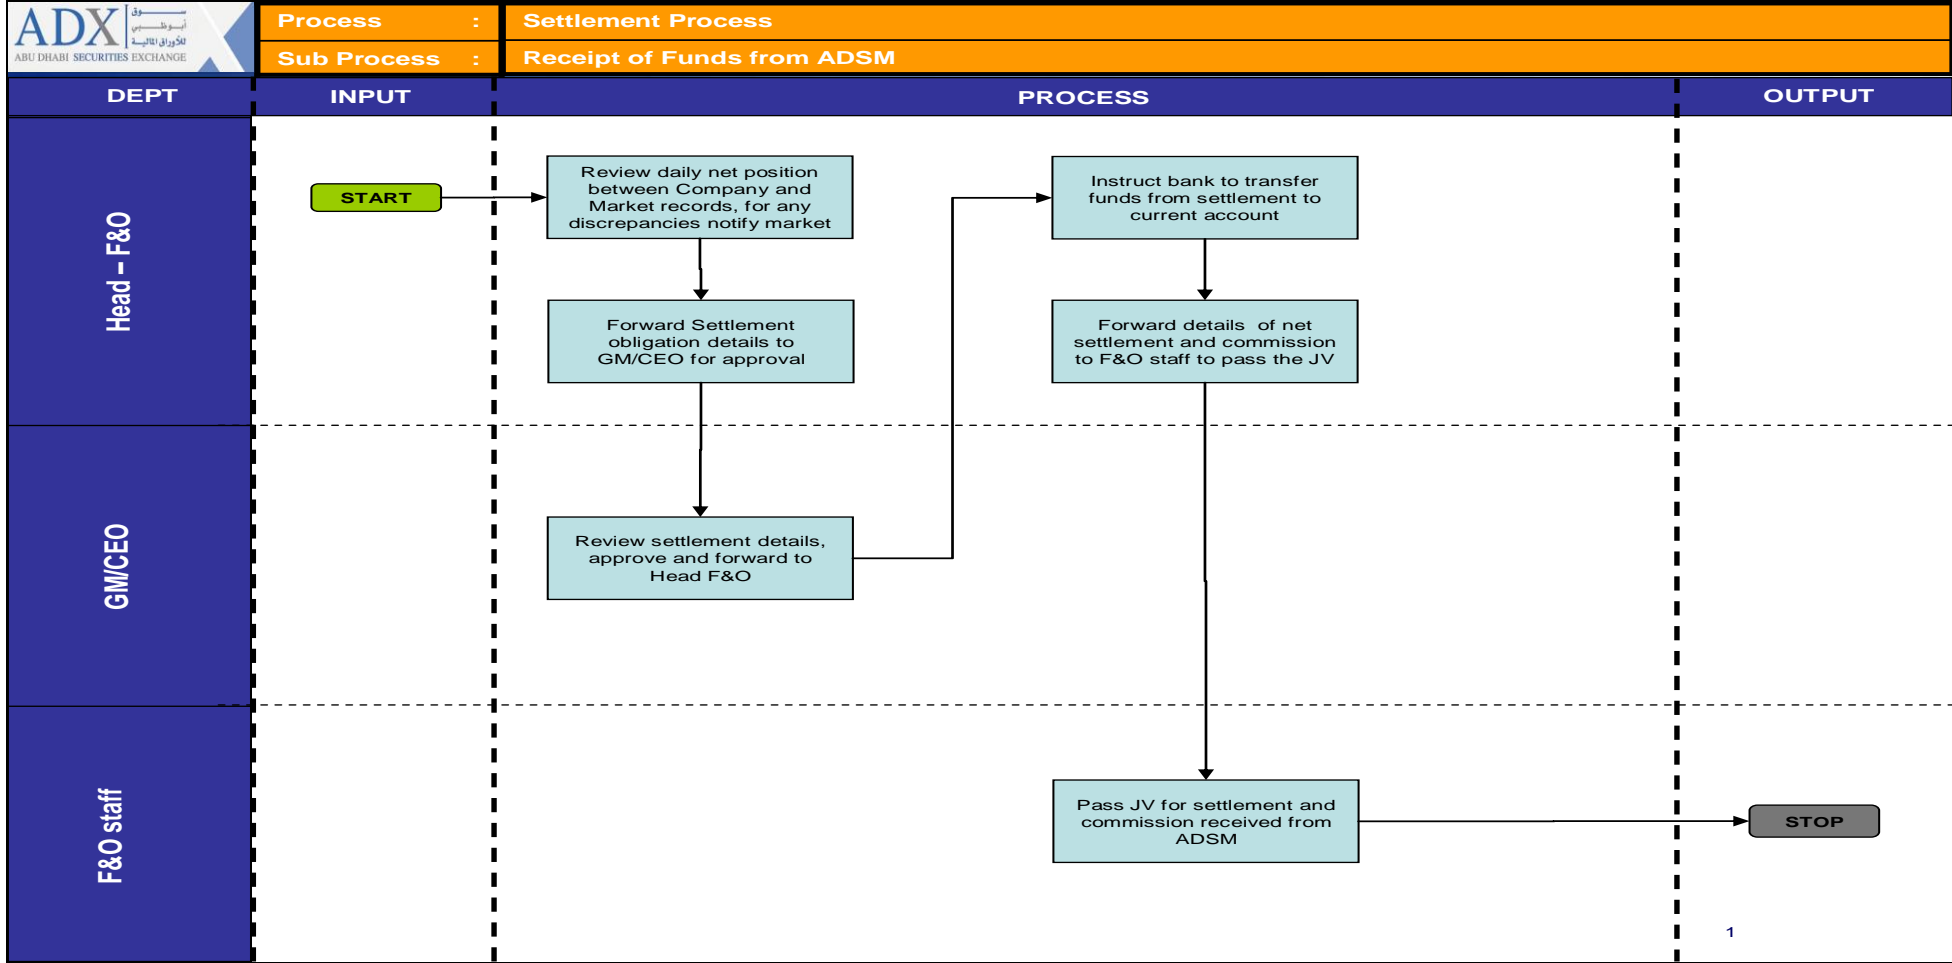 ADX
سوق
أبوظبي
للأوراق المالية
ABU DHABI SECURITIES EXCHANGE
Process :
Settlement Process
Sub Process :
Receipt of Funds from ADSM
DEPT
INPUT
PROCESS
OUTPUT
Head – F&O
START
Review daily net position
between Company and
Market records, for any
discrepancies notify market
Instruct bank to transfer
funds from settlement to
current account
Forward Settlement
obligation details to
GM/CEO for approval
Forward details of net
settlement and commission
to F&O staff to pass the JV
GM/CEO
Review settlement details,
approve and forward to
Head F&O
F&O staff
Pass JV for settlement and
commission received from
ADSM
STOP
1